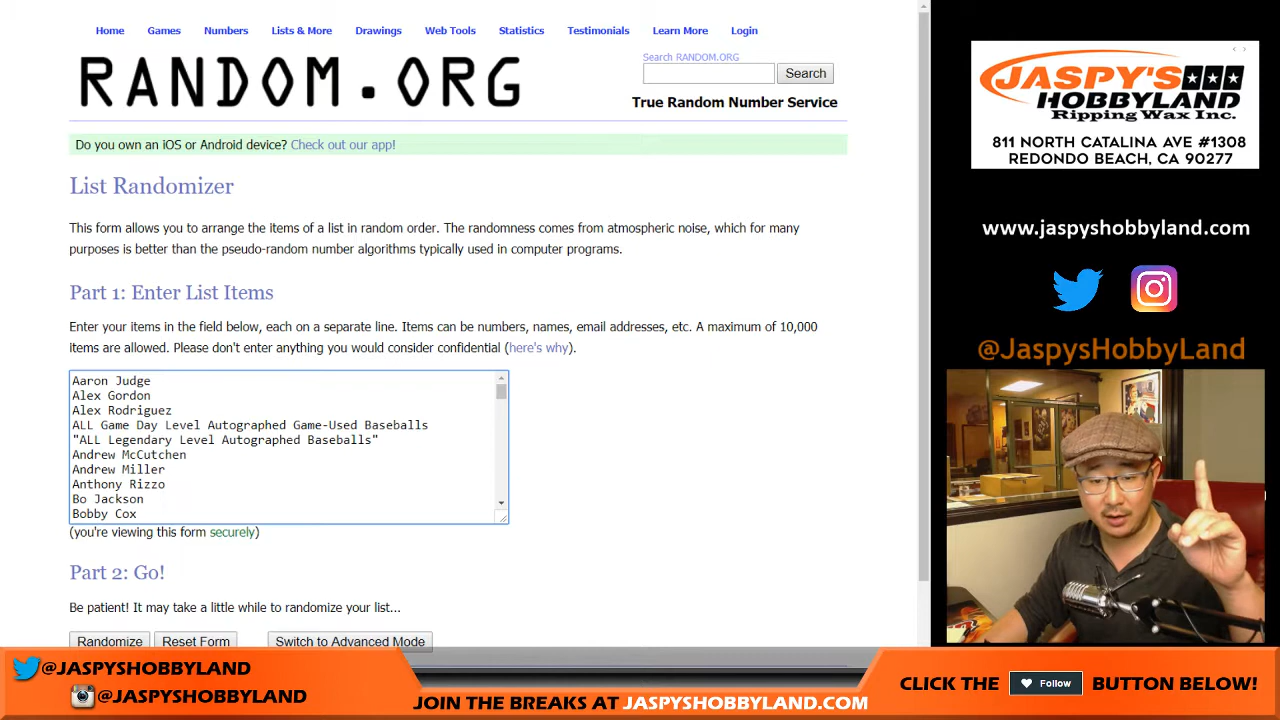 Home Games Numbers Lists & More Drawings Web Tools Statistics Testimonials Learn More Login
RANDOM.ORG
Search RANDOM.ORG
Search
True Random Number Service
Do you own an iOS or Android device? Check out our app!
List Randomizer
This form allows you to arrange the items of a list in random order. The randomness comes from atmospheric noise, which for many
purposes is better than the pseudo-random number algorithms typically used in computer programs.
Part 1: Enter List Items
Enter your items in the field below, each on a separate line. Items can be numbers, names, email addresses, etc. A maximum of 10,000
items are allowed. Please don't enter anything you would consider confidential (here's why).
Aaron Judge
Alex Gordon
Alex Rodriguez
ALL Game Day Level Autographed Game-Used Baseballs
"ALL Legendary Level Autographed Baseballs"
Andrew McCutchen
Andrew Miller
Anthony Rizzo
Bo Jackson
Bobby Cox
(you're viewing this form securely)
Part 2: Go!
Be patient! It may take a little while to randomize your list...
Randomize Reset Form Switch to Advanced Mode
JASPY'S
HOBBYLAND
Ripping Wax Inc.
811 NORTH CATALINA AVE #1308
REDONDO BEACH, CA 90277
www.jaspyshobbyland.com
@JaspysHobbyLand
@JASPYSHOBBYLAND
@JASPYSHOBBYLAND
JOIN THE BREAKS AT JASPYSHOBBYLAND.COM
CLICK THE Follow BUTTON BELOW!